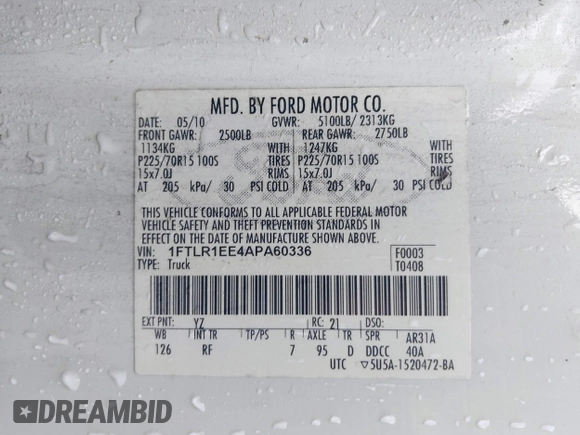 MFD. BY FORD MOTOR CO.
DATE: 05/10 GVWR: 5100LB/ 2313KG
FRONT GAWR: 2500LB REAR GAWR: 2750LB
1134KG WITH 1247KG WITH
P225/70R15 100S TIRES P225/70R15 100S TIRES
15x7.0J RIMS 15x7.0J RIMS
AT 205 kPa/ 30 PSI COLD AT 205 kPa/ 30 PSI COLD
THIS VEHICLE CONFORMS TO ALL APPLICABLE FEDERAL MOTOR
VEHICLE SAFETY AND THEFT PREVENTION STANDARDS IN
EFFECT ON THE DATE OF MANUFACTURE SHOWN ABOVE.
VIN: 1FTLR1EE4APA60336 F0003
TYPE: Truck T0408
EXT PNT: YZ RC: 21 DSO:
WB INT TR TP/PS R AXLE TR SPR AR31A
126 RF 7 95 D DDCC 40A
UTC ▽5U5A-1520472-BA
DREAMBID